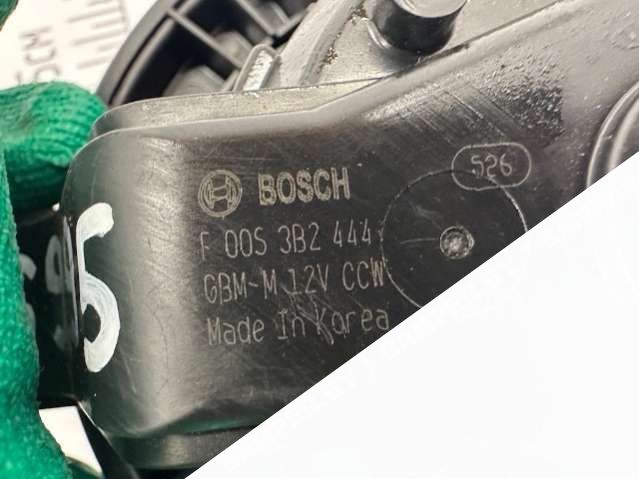 BOSCH
526
F 00S 3B2 444
GBM-M 12V CCW
Made In Korea